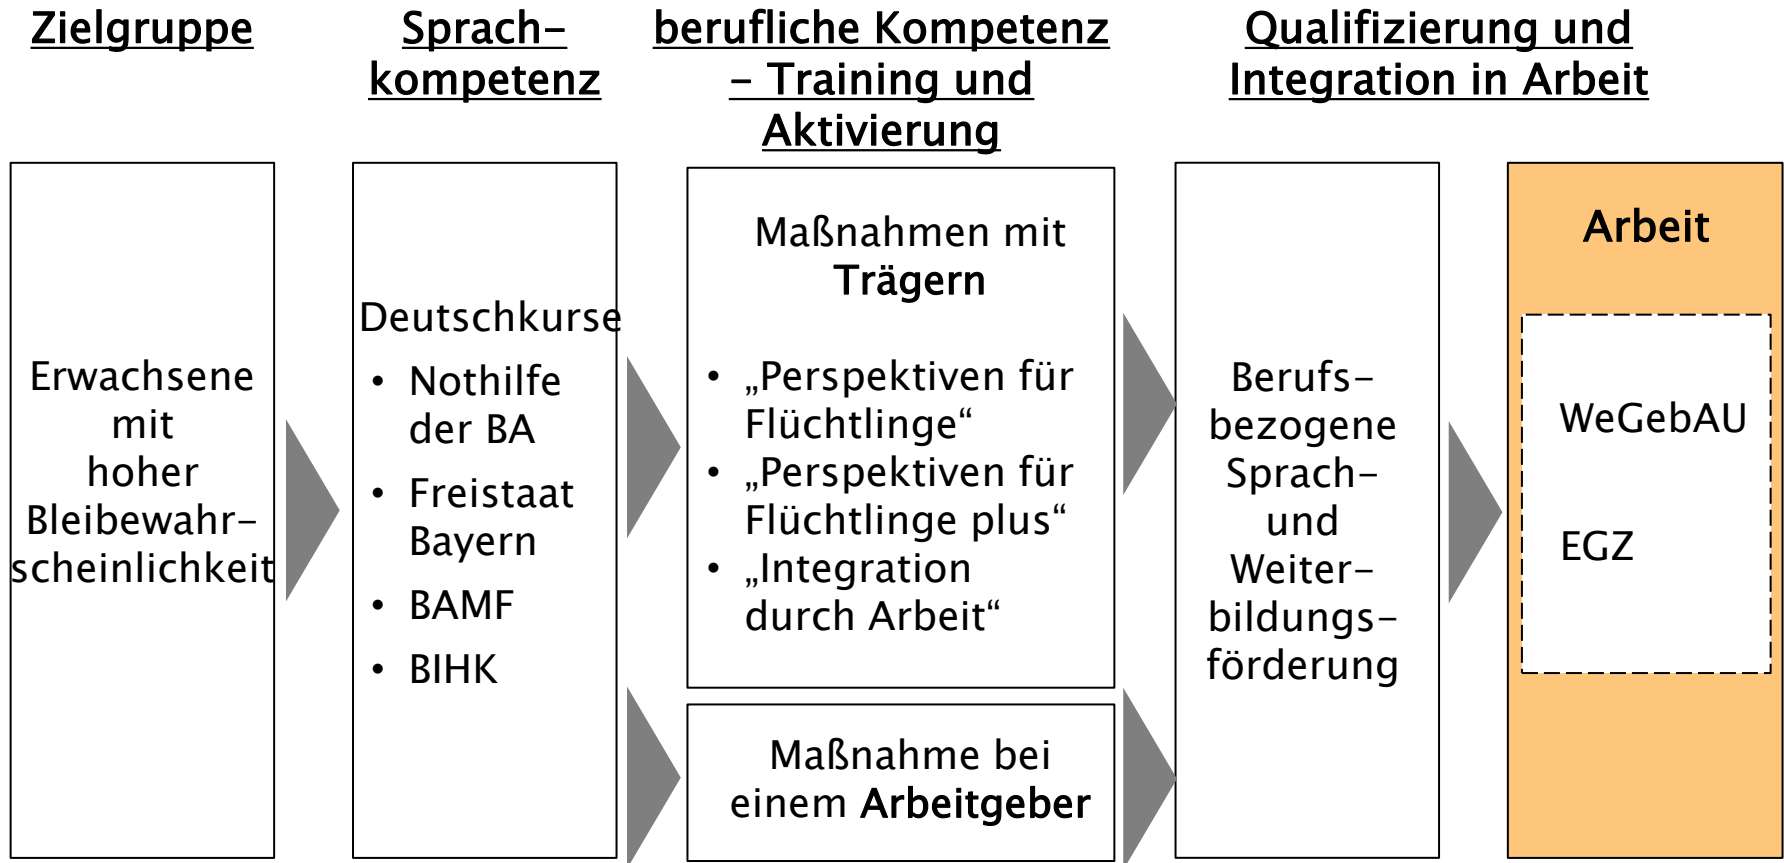 Zielgruppe
Sprach-
kompetenz
berufliche Kompetenz
- Training und
Aktivierung
Qualifizierung und
Integration in Arbeit
Erwachsene
mit
hoher
Bleibewahr-
scheinlichkeit
Deutschkurse
• Nothilfe
der BA
• Freistaat
Bayern
• BAMF
• BIHK
Maßnahmen mit
Trägern
• „Perspektiven für
Flüchtlinge“
• „Perspektiven für
Flüchtlinge plus“
• „Integration
durch Arbeit“
Maßnahme bei
einem Arbeitgeber
Berufs-
bezogene
Sprach-
und
Weiter-
bildungs-
förderung
Arbeit
WeGebAU
EGZ